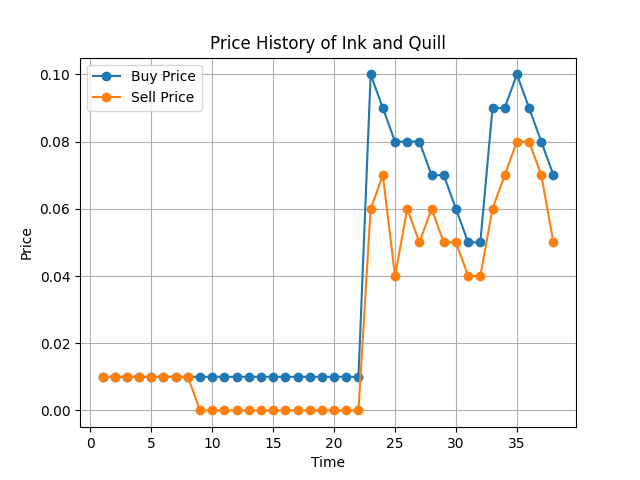 Price History of Ink and Quill
Buy Price
Sell Price
Price
0.10
0.08
0.06
0.04
0.02
0.00
0 5 10 15 20 25 30 35
Time